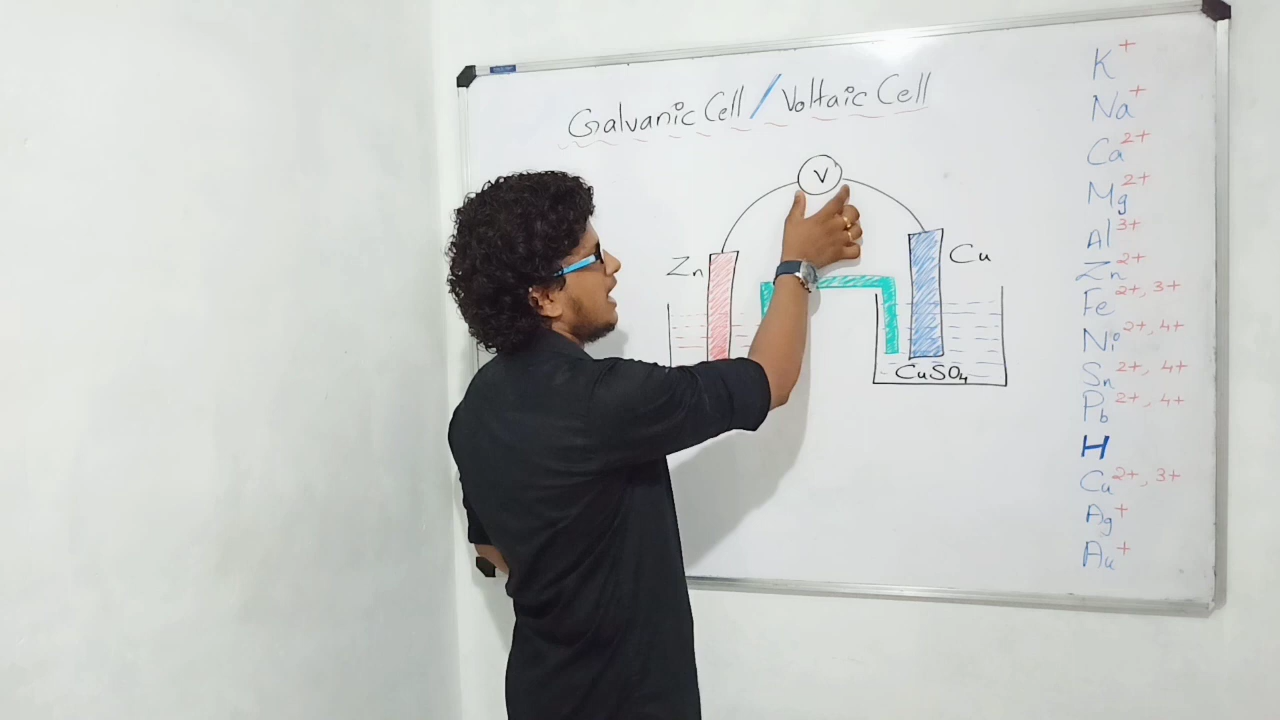 Galvanic Cell / Voltaic Cell
V
Zn
Cu
CuSO₄
K⁺
Na⁺
Ca²⁺
Mg²⁺
Al³⁺
Zn²⁺
Fe²⁺, ³⁺
Ni²⁺, ⁴⁺
Sn²⁺, ⁴⁺
Pb²⁺, ⁴⁺
H
Cu²⁺, ³⁺
Ag⁺
Au⁺